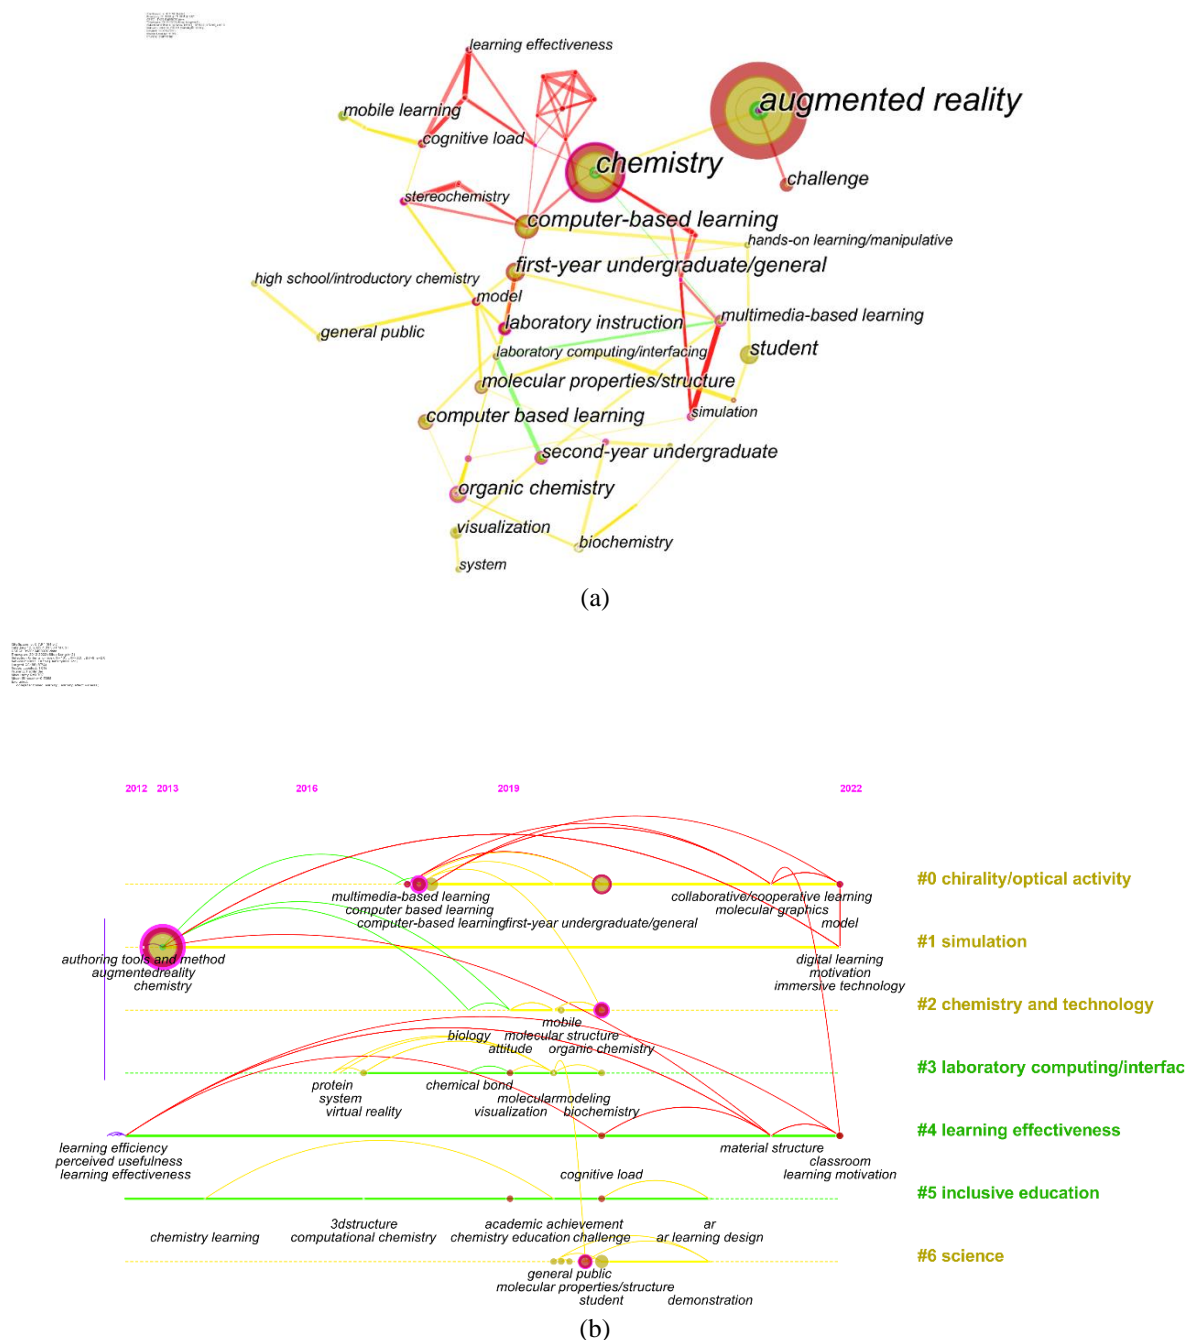 learning effectiveness
augmented reality
mobile learning
cognitive load
chemistry
challenge
stereochemistry
computer-based learning
hands-on learning/manipulative
first-year undergraduate/general
high school/introductory chemistry
model
multimedia-based learning
general public
laboratory instruction
student
laboratory computing/interfacing
molecular properties/structure
computer based learning
simulation
second-year undergraduate
organic chemistry
visualization
biochemistry
system
(a)
2012 2013 2016 2019 2022
#0 chirality/optical activity
multimedia-based learning collaborative/cooperative learning
computer based learning molecular graphics
computer-based learning first-year undergraduate/general model
#1 simulation
authoring tools and method digital learning
augmentedreality motivation
chemistry immersive technology
#2 chemistry and technology
mobile
biology molecular structure
attitude organic chemistry
#3 laboratory computing/interfac
protein chemical bond
system molecularmodeling
virtual reality visualization biochemistry
#4 learning effectiveness
learning efficiency material structure
perceived usefulness classroom
learning effectiveness learning motivation
cognitive load
#5 inclusive education
3dstructure academic achievement ar
chemistry learning computational chemistry chemistry education challenge ar learning design
#6 science
general public
molecular properties/structure
student demonstration
(b)